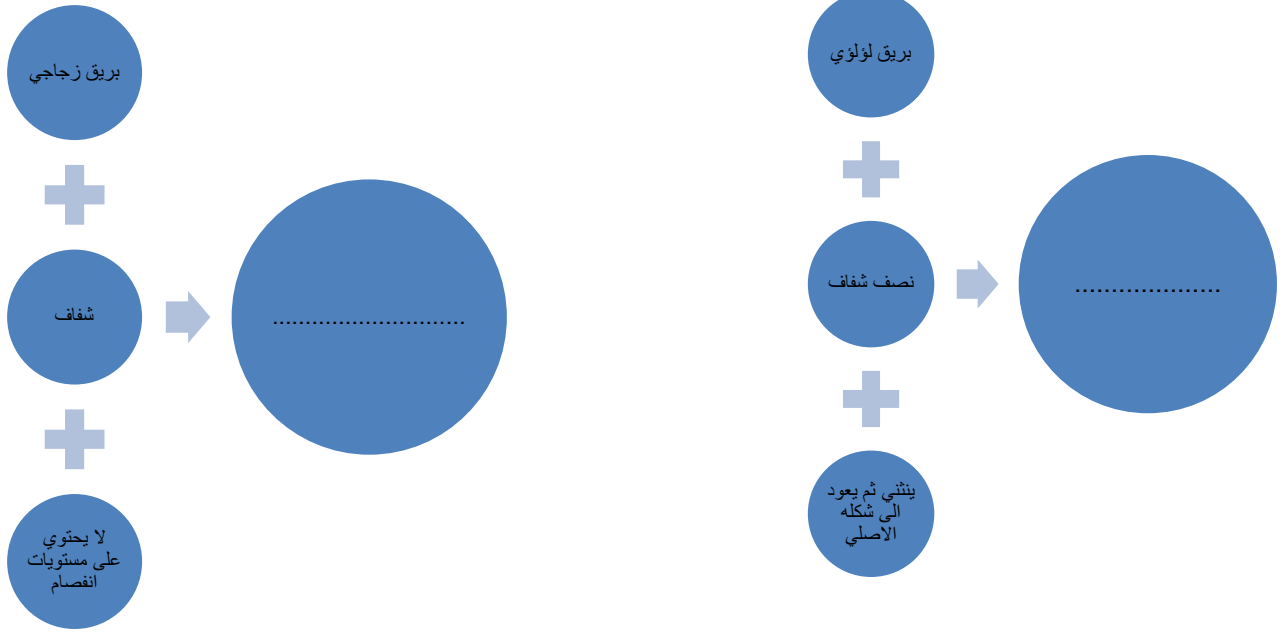 بريق لؤلؤي
نصف شفاف
ينثني ثم يعود
الى شكله
الاصلي
....................
بريق زجاجي
شفاف
لا يحتوي
على مستويات
انفصام
.............................